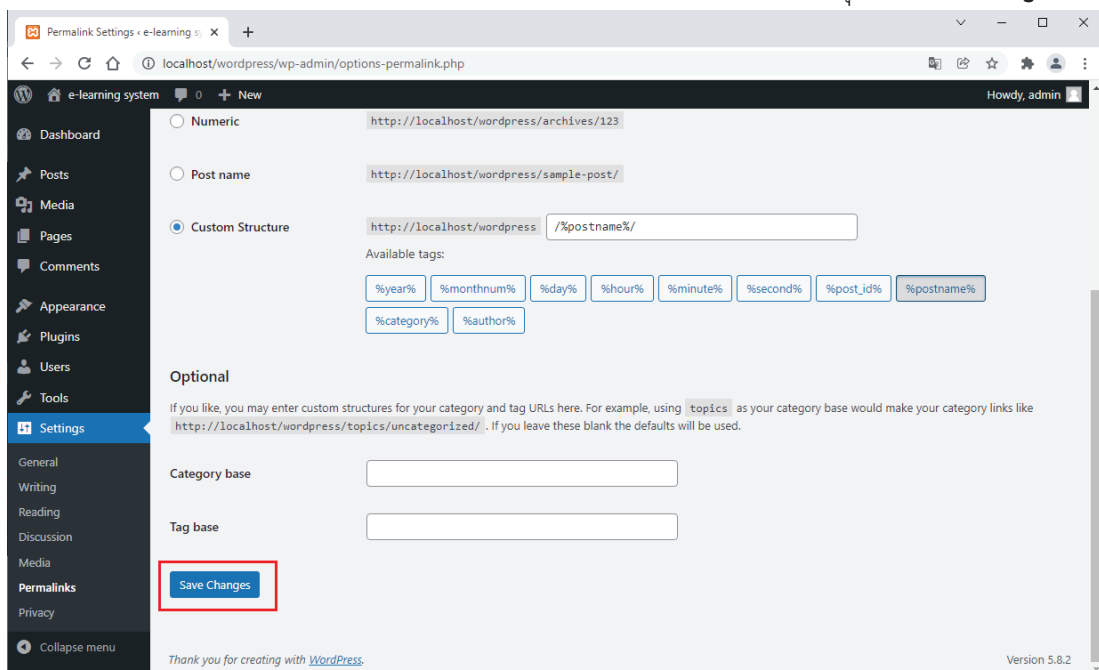 Permalink Settings ‹ e-learning sy
localhost/wordpress/wp-admin/options-permalink.php
e-learning system 0 New Howdy, admin
Dashboard
Posts
Media
Pages
Comments
Appearance
Plugins
Users
Tools
Settings
General
Writing
Reading
Discussion
Media
Permalinks
Privacy
Collapse menu
Numeric http://localhost/wordpress/archives/123
Post name http://localhost/wordpress/sample-post/
Custom Structure http://localhost/wordpress /%postname%/
Available tags:
%year% %monthnum% %day% %hour% %minute% %second% %post_id% %postname%
%category% %author%
Optional
If you like, you may enter custom structures for your category and tag URLs here. For example, using topics as your category base would make your category links like
http://localhost/wordpress/topics/uncategorized/ . If you leave these blank the defaults will be used.
Category base
Tag base
Save Changes
Thank you for creating with WordPress. Version 5.8.2